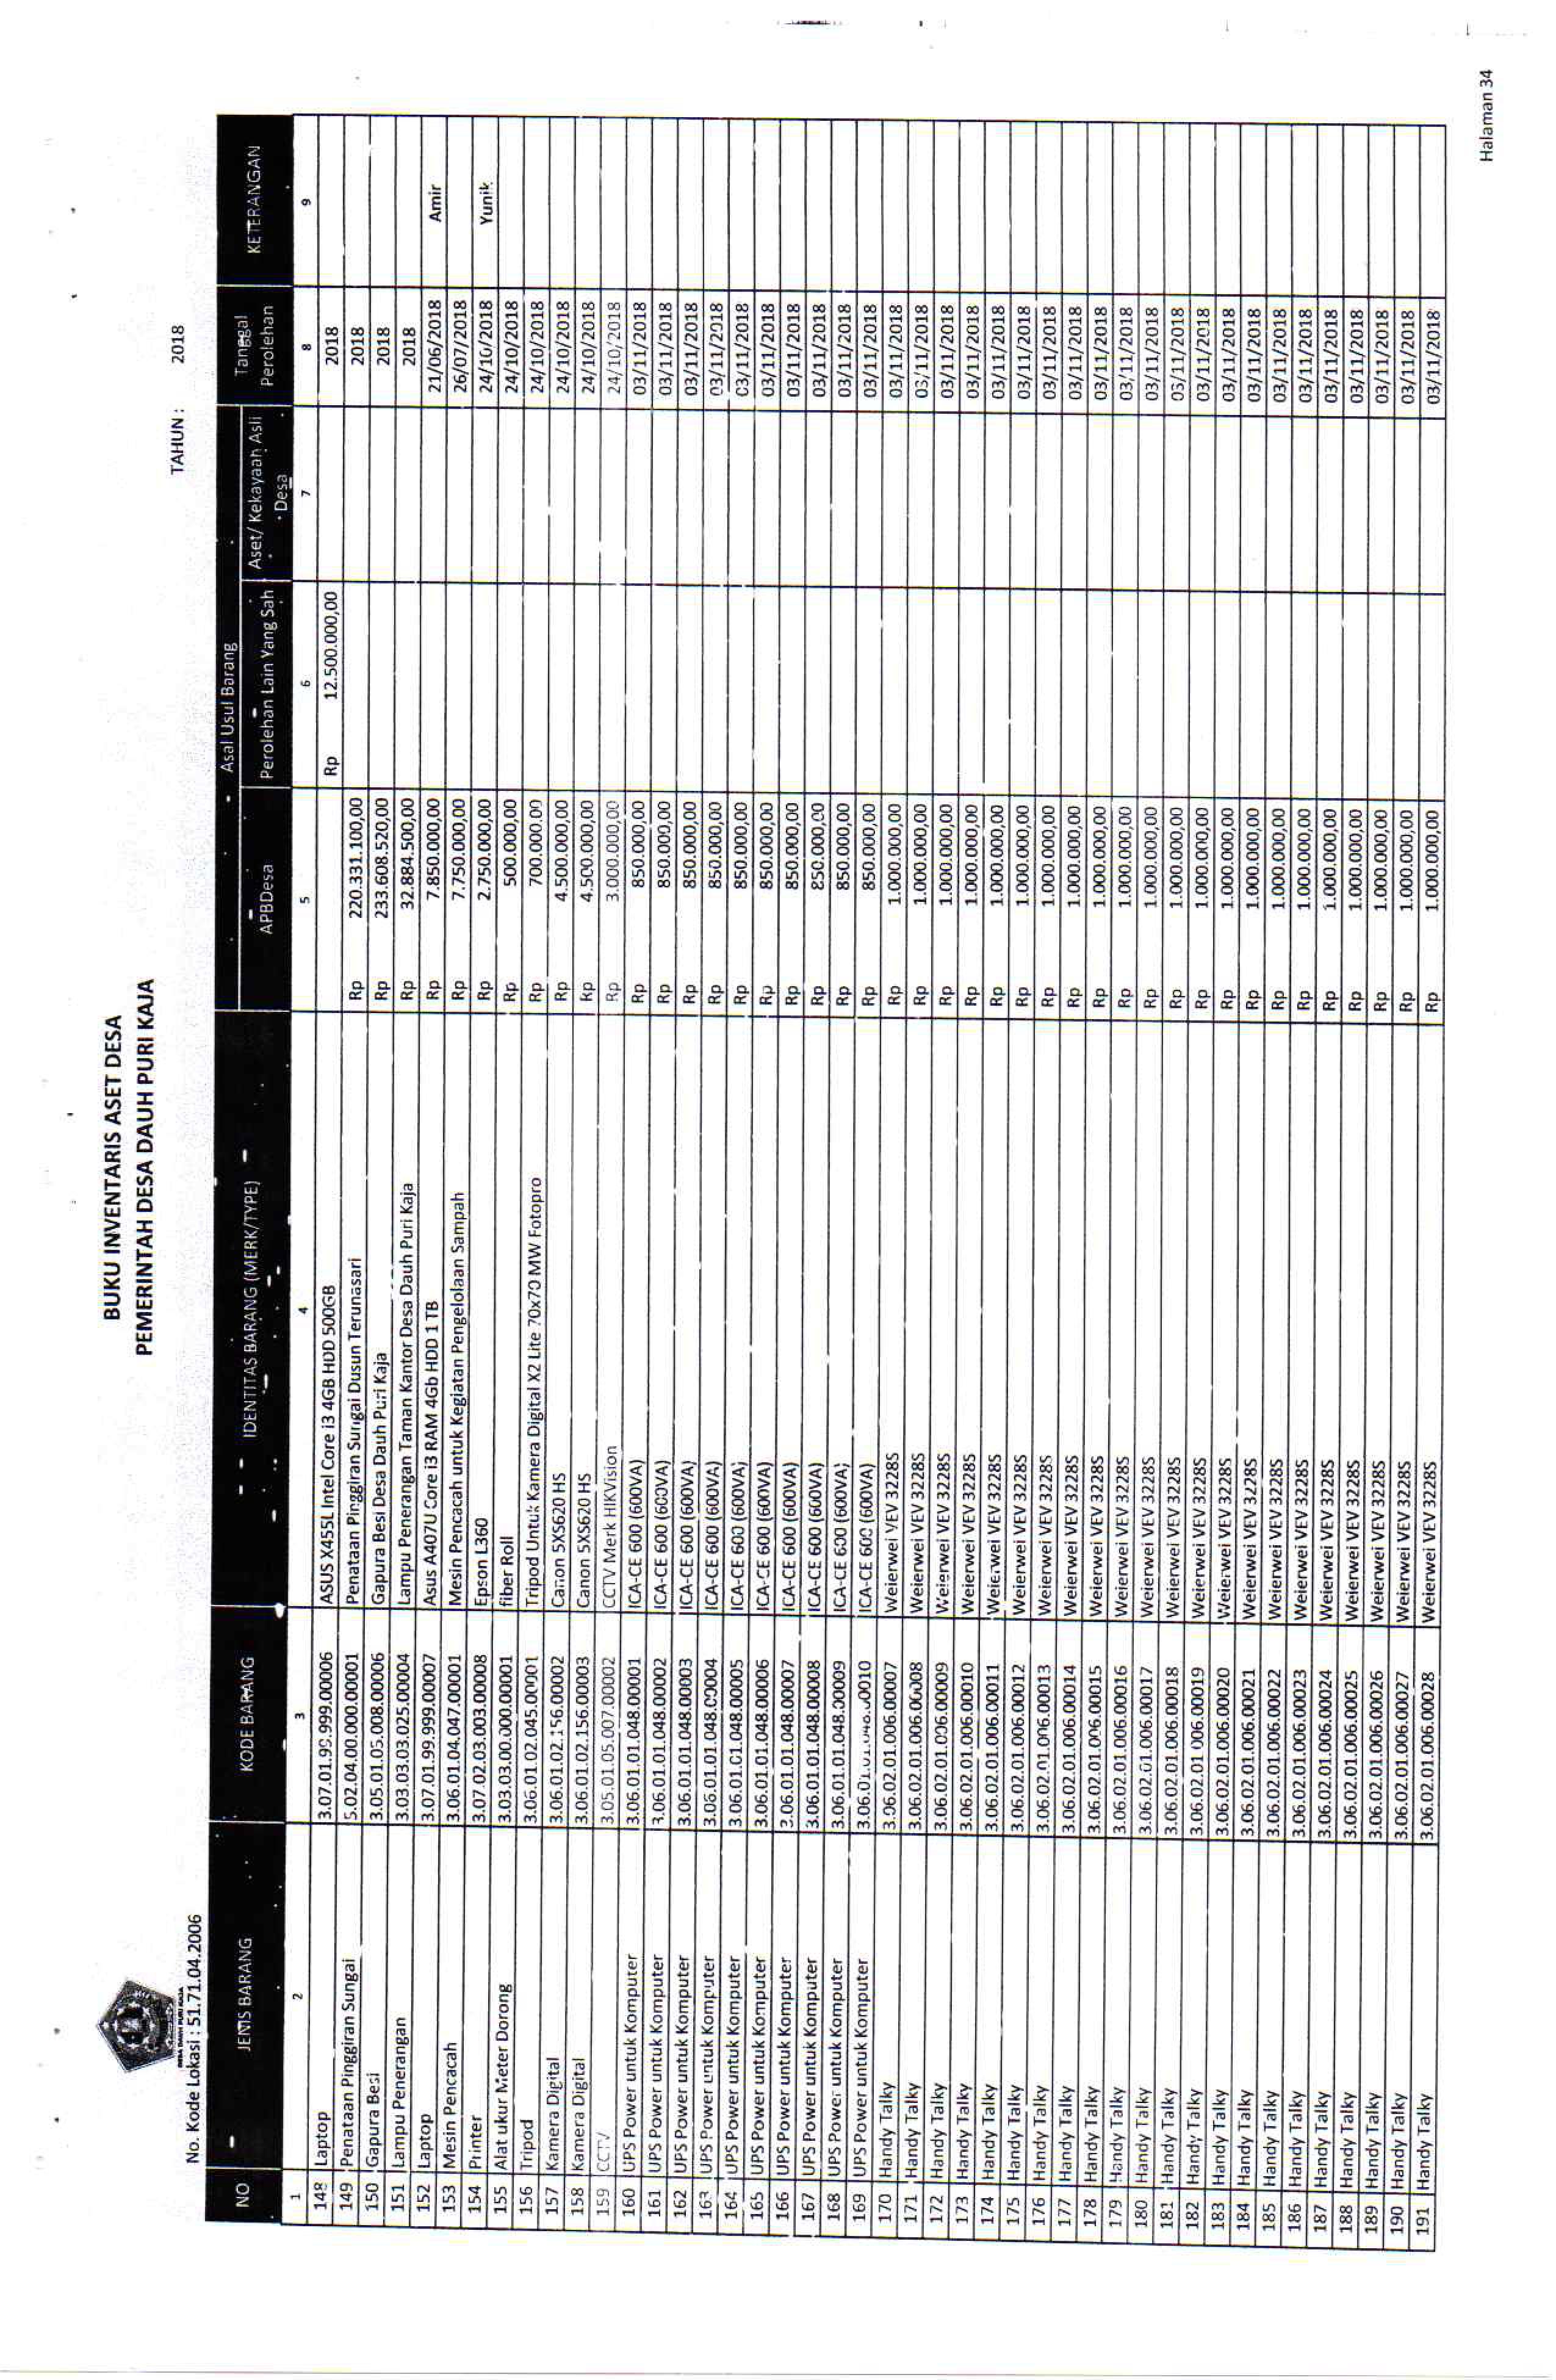 BUKU INVENTARIS ASET DESA
PEMERINTAH DESA DAUH PURI KAJA
DESA DAUH PURI KAJA
No. Kode Lokasi : 51.71.04.2006 TAHUN : 2018
NO JENIS BARANG KODE BARANG IDENTITAS BARANG (MERK/TYPE) Asal Usul Barang Tanggal Perolehan KETERANGAN
APBDesa Perolehan Lain Yang Sah Aset/ Kekayaan Asli Desa
1 2 3 4 5 6 7 8 9
148 Laptop 3.07.01.99.999.00006 ASUS X455L Intel Core i3 4GB HDD 500GB Rp 12.500.000,00 2018
149 Penataan Pinggiran Sungai 5.02.04.00.000.00001 Penataan Pinggiran Sungai Dusun Terunasari Rp 220.331.100,00 2018
150 Gapura Besi 3.05.01.05.008.00006 Gapura Besi Desa Dauh Puri Kaja Rp 233.608.520,00 2018
151 Lampu Penerangan 3.03.03.03.025.00004 Lampu Penerangan Taman Kantor Desa Dauh Puri Kaja Rp 32.884.500,00 2018
152 Laptop 3.07.01.99.999.00007 Asus A407U Core i3 RAM 4Gb HDD 1 TB Rp 7.850.000,00 21/06/2018 Amir
153 Mesin Pencacah 3.06.01.04.047.00001 Mesin Pencacah untuk Kegiatan Pengelolaan Sampah Rp 7.750.000,00 26/07/2018
154 Printer 3.07.02.03.003.00008 Epson L360 Rp 2.750.000,00 24/10/2018 Yunik
155 Alat ukur Meter Dorong 3.03.03.00.000.00001 fiber Roll Rp 500.000,00 24/10/2018
156 Tripod 3.06.01.02.045.00001 Tripod Untuk Kamera Digital X2 Lite 70x70 MW Fotopro Rp 700.000,00 24/10/2018
157 Kamera Digital 3.06.01.02.156.00002 Canon SXS620 HS Rp 4.500.000,00 24/10/2018
158 Kamera Digital 3.06.01.02.156.00003 Canon SXS620 HS Rp 4.500.000,00 24/10/2018
159 CCTV 3.05.01.05.007.00002 CCTV Merk HIKVision Rp 3.000.000,00 24/10/2018
160 UPS Power untuk Komputer 3.06.01.01.048.00001 ICA-CE 600 (600VA) Rp 850.000,00 03/11/2018
161 UPS Power untuk Komputer 3.06.01.01.048.00002 ICA-CE 600 (600VA) Rp 850.000,00 03/11/2018
162 UPS Power untuk Komputer 3.06.01.01.048.00003 ICA-CE 600 (600VA) Rp 850.000,00 03/11/2018
163 UPS Power untuk Komputer 3.06.01.01.048.00004 ICA-CE 600 (600VA) Rp 850.000,00 03/11/2018
164 UPS Power untuk Komputer 3.06.01.01.048.00005 ICA-CE 600 (600VA) Rp 850.000,00 03/11/2018
165 UPS Power untuk Komputer 3.06.01.01.048.00006 ICA-CE 600 (600VA) Rp 850.000,00 03/11/2018
166 UPS Power untuk Komputer 3.06.01.01.048.00007 ICA-CE 600 (600VA) Rp 850.000,00 03/11/2018
167 UPS Power untuk Komputer 3.06.01.01.048.00008 ICA-CE 600 (600VA) Rp 850.000,00 03/11/2018
168 UPS Power untuk Komputer 3.06.01.01.048.00009 ICA-CE 600 (600VA) Rp 850.000,00 03/11/2018
169 UPS Power untuk Komputer 3.06.01.01.048.00010 ICA-CE 600 (600VA) Rp 850.000,00 03/11/2018
170 Handy Talky 3.06.02.01.006.00007 Weierwei VEV 3228S Rp 1.000.000,00 03/11/2018
171 Handy Talky 3.06.02.01.006.00008 Weierwei VEV 3228S Rp 1.000.000,00 03/11/2018
172 Handy Talky 3.06.02.01.006.00009 Weierwei VEV 3228S Rp 1.000.000,00 03/11/2018
173 Handy Talky 3.06.02.01.006.00010 Weierwei VEV 3228S Rp 1.000.000,00 03/11/2018
174 Handy Talky 3.06.02.01.006.00011 Weierwei VEV 3228S Rp 1.000.000,00 03/11/2018
175 Handy Talky 3.06.02.01.006.00012 Weierwei VEV 3228S Rp 1.000.000,00 03/11/2018
176 Handy Talky 3.06.02.01.006.00013 Weierwei VEV 3228S Rp 1.000.000,00 03/11/2018
177 Handy Talky 3.06.02.01.006.00014 Weierwei VEV 3228S Rp 1.000.000,00 03/11/2018
178 Handy Talky 3.06.02.01.006.00015 Weierwei VEV 3228S Rp 1.000.000,00 03/11/2018
179 Handy Talky 3.06.02.01.006.00016 Weierwei VEV 3228S Rp 1.000.000,00 03/11/2018
180 Handy Talky 3.06.02.01.006.00017 Weierwei VEV 3228S Rp 1.000.000,00 03/11/2018
181 Handy Talky 3.06.02.01.006.00018 Weierwei VEV 3228S Rp 1.000.000,00 03/11/2018
182 Handy Talky 3.06.02.01.006.00019 Weierwei VEV 3228S Rp 1.000.000,00 03/11/2018
183 Handy Talky 3.06.02.01.006.00020 Weierwei VEV 3228S Rp 1.000.000,00 03/11/2018
184 Handy Talky 3.06.02.01.006.00021 Weierwei VEV 3228S Rp 1.000.000,00 03/11/2018
185 Handy Talky 3.06.02.01.006.00022 Weierwei VEV 3228S Rp 1.000.000,00 03/11/2018
186 Handy Talky 3.06.02.01.006.00023 Weierwei VEV 3228S Rp 1.000.000,00 03/11/2018
187 Handy Talky 3.06.02.01.006.00024 Weierwei VEV 3228S Rp 1.000.000,00 03/11/2018
188 Handy Talky 3.06.02.01.006.00025 Weierwei VEV 3228S Rp 1.000.000,00 03/11/2018
189 Handy Talky 3.06.02.01.006.00026 Weierwei VEV 3228S Rp 1.000.000,00 03/11/2018
190 Handy Talky 3.06.02.01.006.00027 Weierwei VEV 3228S Rp 1.000.000,00 03/11/2018
191 Handy Talky 3.06.02.01.006.00028 Weierwei VEV 3228S Rp 1.000.000,00 03/11/2018
Halaman 34